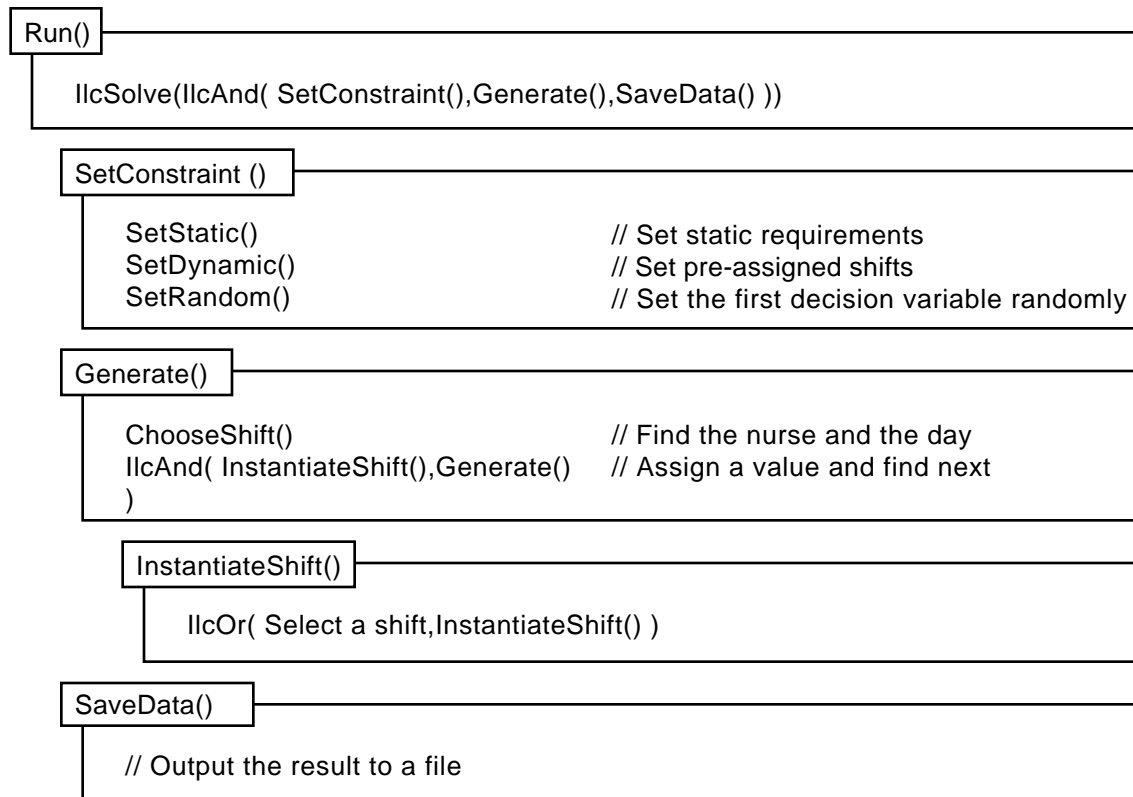 Run()
IlcSolve(IlcAnd( SetConstraint(),Generate(),SaveData() ))
SetConstraint ()
SetStatic() // Set static requirements
SetDynamic() // Set pre-assigned shifts
SetRandom() // Set the first decision variable randomly
Generate()
ChooseShift() // Find the nurse and the day
IlcAnd( InstantiateShift(),Generate() // Assign a value and find next
)
InstantiateShift()
IlcOr( Select a shift,InstantiateShift() )
SaveData()
// Output the result to a file